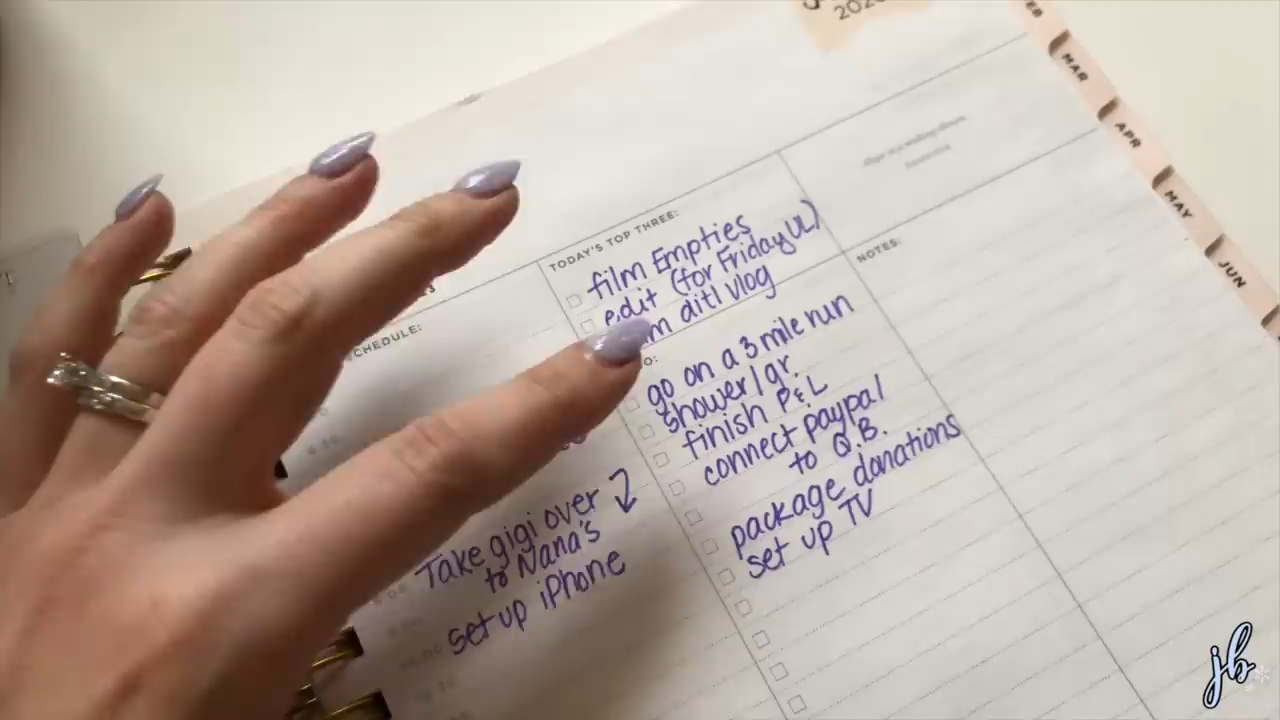 2020
MAR
APR
MAY
JUN
SCHEDULE:
Take gigi over
to Nana's
set up iPhone
TODAY'S TOP THREE:
film Empties
edit (for Friday UL)
ditl vlog
go on a 3 mile run
shower/gr.
finish P&L
connect paypal
to Q.B.
package donations
set up TV
NOTES:
jb